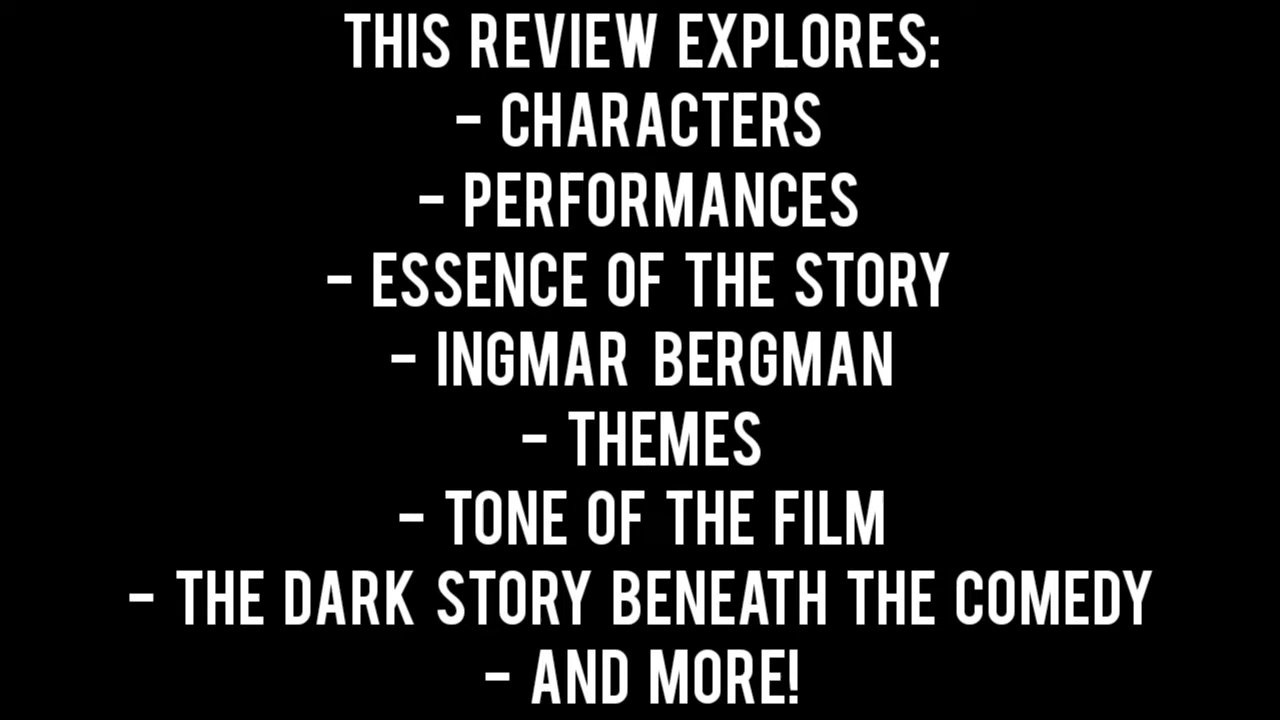 THIS REVIEW EXPLORES:
- CHARACTERS
- PERFORMANCES
- ESSENCE OF THE STORY
- INGMAR BERGMAN
- THEMES
- TONE OF THE FILM
- THE DARK STORY BENEATH THE COMEDY
- AND MORE!